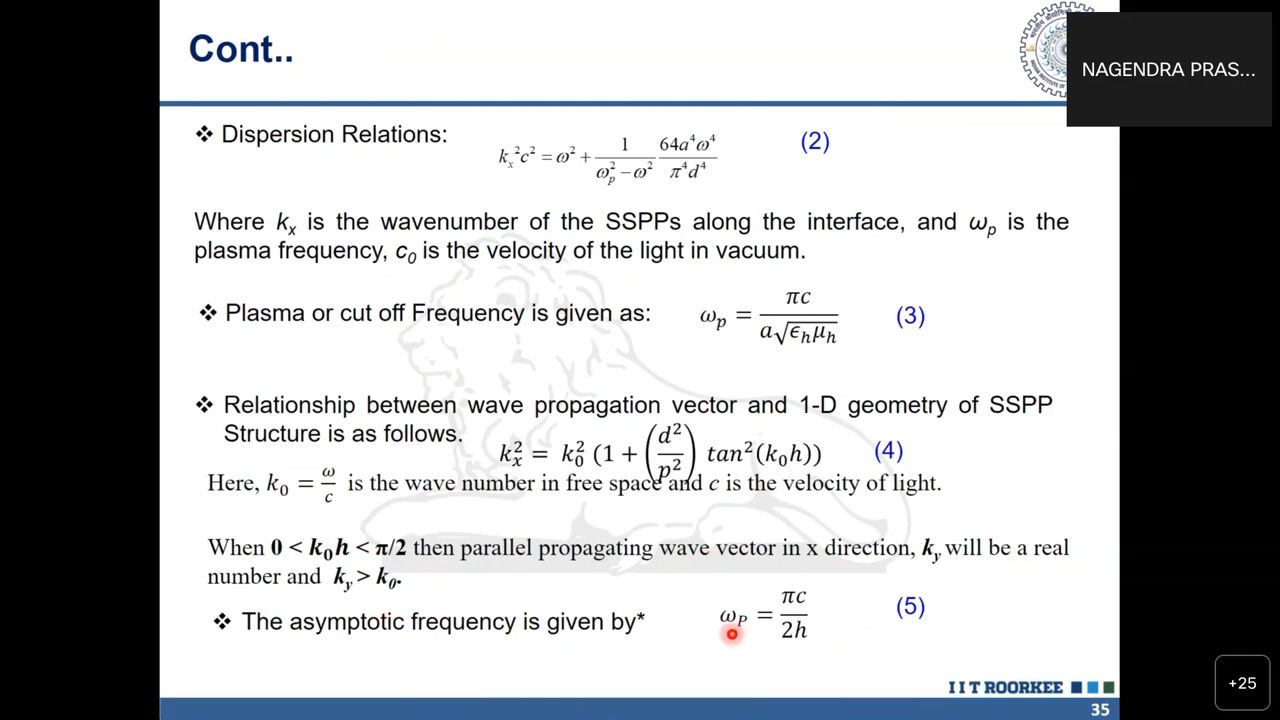 Cont..
NAGENDRA PRAS...
❖ Dispersion Relations: k_x²c² = ω² + 1/(ω_p² − ω²) 64a⁴ω⁴/(π⁴d⁴) (2)
Where k_x is the wavenumber of the SSPPs along the interface, and ω_p is the
plasma frequency, c_0 is the velocity of the light in vacuum.
❖ Plasma or cut off Frequency is given as: ω_p = πc/(a√(ϵ_hμ_h)) (3)
❖ Relationship between wave propagation vector and 1-D geometry of SSPP
Structure is as follows. k_x² = k_0² (1 + (d²/p²) tan²(k_0h)) (4)
Here, k_0 = ω/c is the wave number in free space and c is the velocity of light.
When 0 < k_0h < π/2 then parallel propagating wave vector in x direction, k_y will be a real
number and k_y > k_0.
❖ The asymptotic frequency is given by* ω_P = πc/2h (5)
I I T ROORKEE
35
+25